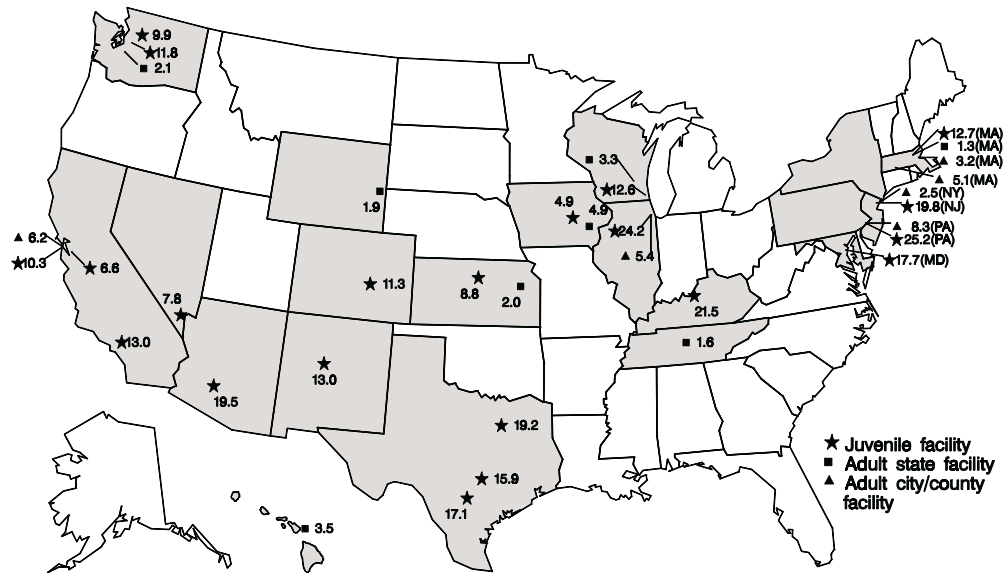 9.9
11.8
2.1
12.7(MA)
1.3(MA)
3.2(MA)
5.1(MA)
2.5(NY)
19.8(NJ)
8.3(PA)
25.2(PA)
17.7(MD)
3.3
12.6
1.9
4.9
4.9
24.2
5.4
6.2
10.3
6.6
7.8
11.3
8.8
2.0
21.5
13.0
13.0
1.6
19.5
19.2
15.9
17.1
3.5
Juvenile facility
Adult state facility
Adult city/county
facility